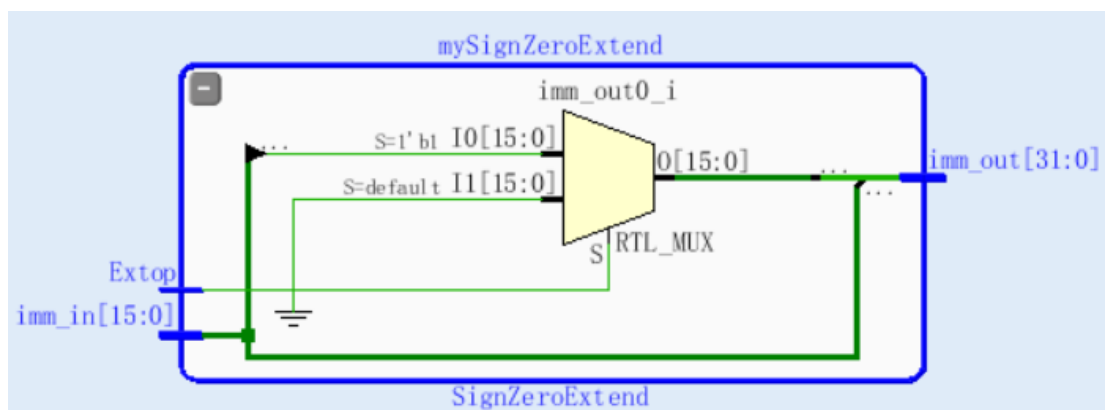 mySignZeroExtend
imm_out0_i
S=1'b1 I0[15:0]
S=default I1[15:0]
O[15:0]
imm_out[31:0]
S
RTL_MUX
Extop
imm_in[15:0]
SignZeroExtend
...
...
...